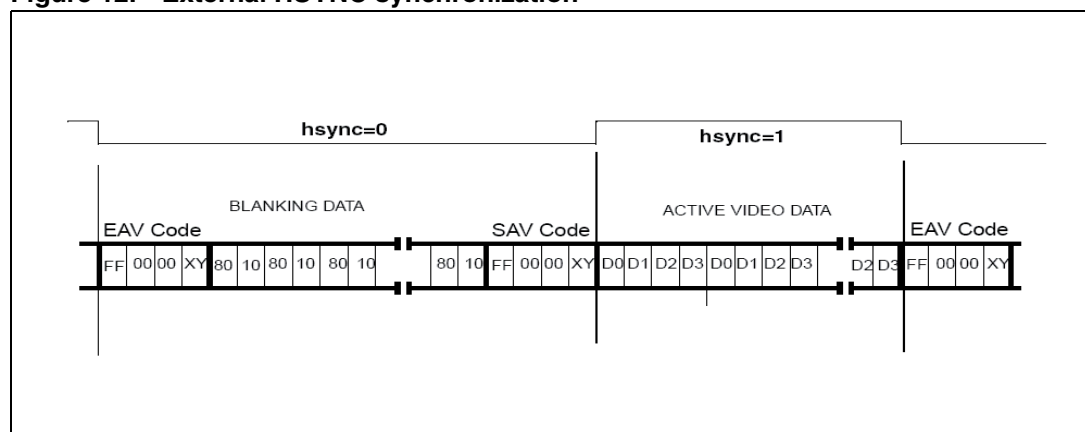 Figure 12. External HSYNC synchronization
hsync=0
hsync=1
BLANKING DATA
ACTIVE VIDEO DATA
EAV Code
SAV Code
EAV Code
FF 00 00 XY 80 10 80 10 80 10 80 10 FF 00 00 XY D0 D1 D2 D3 D0 D1 D2 D3 D2 D3 FF 00 00 XY